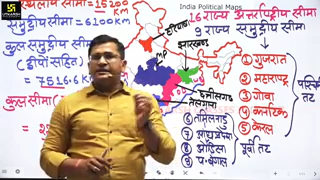 India Political Maps
15200
KM
समुद्रीय सीमा = 6100 KM
कुल समुद्रीय सीमा
(द्वीपों सहित)
7516.6 KM
कुल सीमा
हरियाणा
झारखण्ड
MP
छत्तीसगढ़
तेलंगाना
16 राज्य अन्तर्राष्ट्रीय सीमा
9 राज्य समुद्रीय सीमा
① गुजरात
② महाराष्ट्र
③ गोवा
④ कर्नाटक
⑤ केरल
तट
⑥ तमिलनाडु
⑦ आंध्रप्रदेश
⑧ ओडिशा
⑨ प. बंगाल
पूर्वी तट